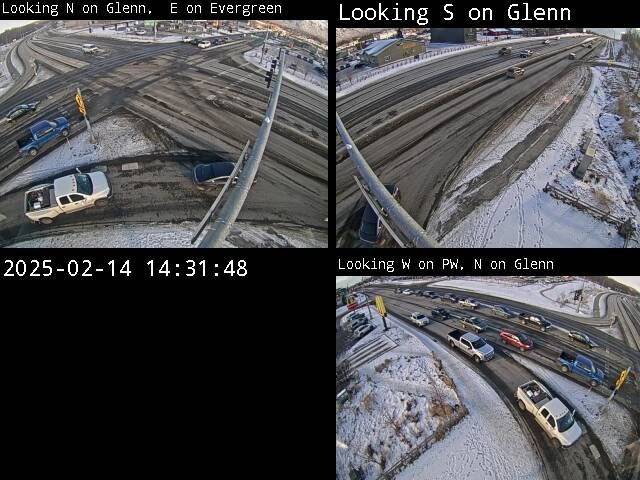 Looking N on Glenn, E on Evergreen
Looking S on Glenn
2025-02-14 14:31:48
Looking W on PW, N on Glenn